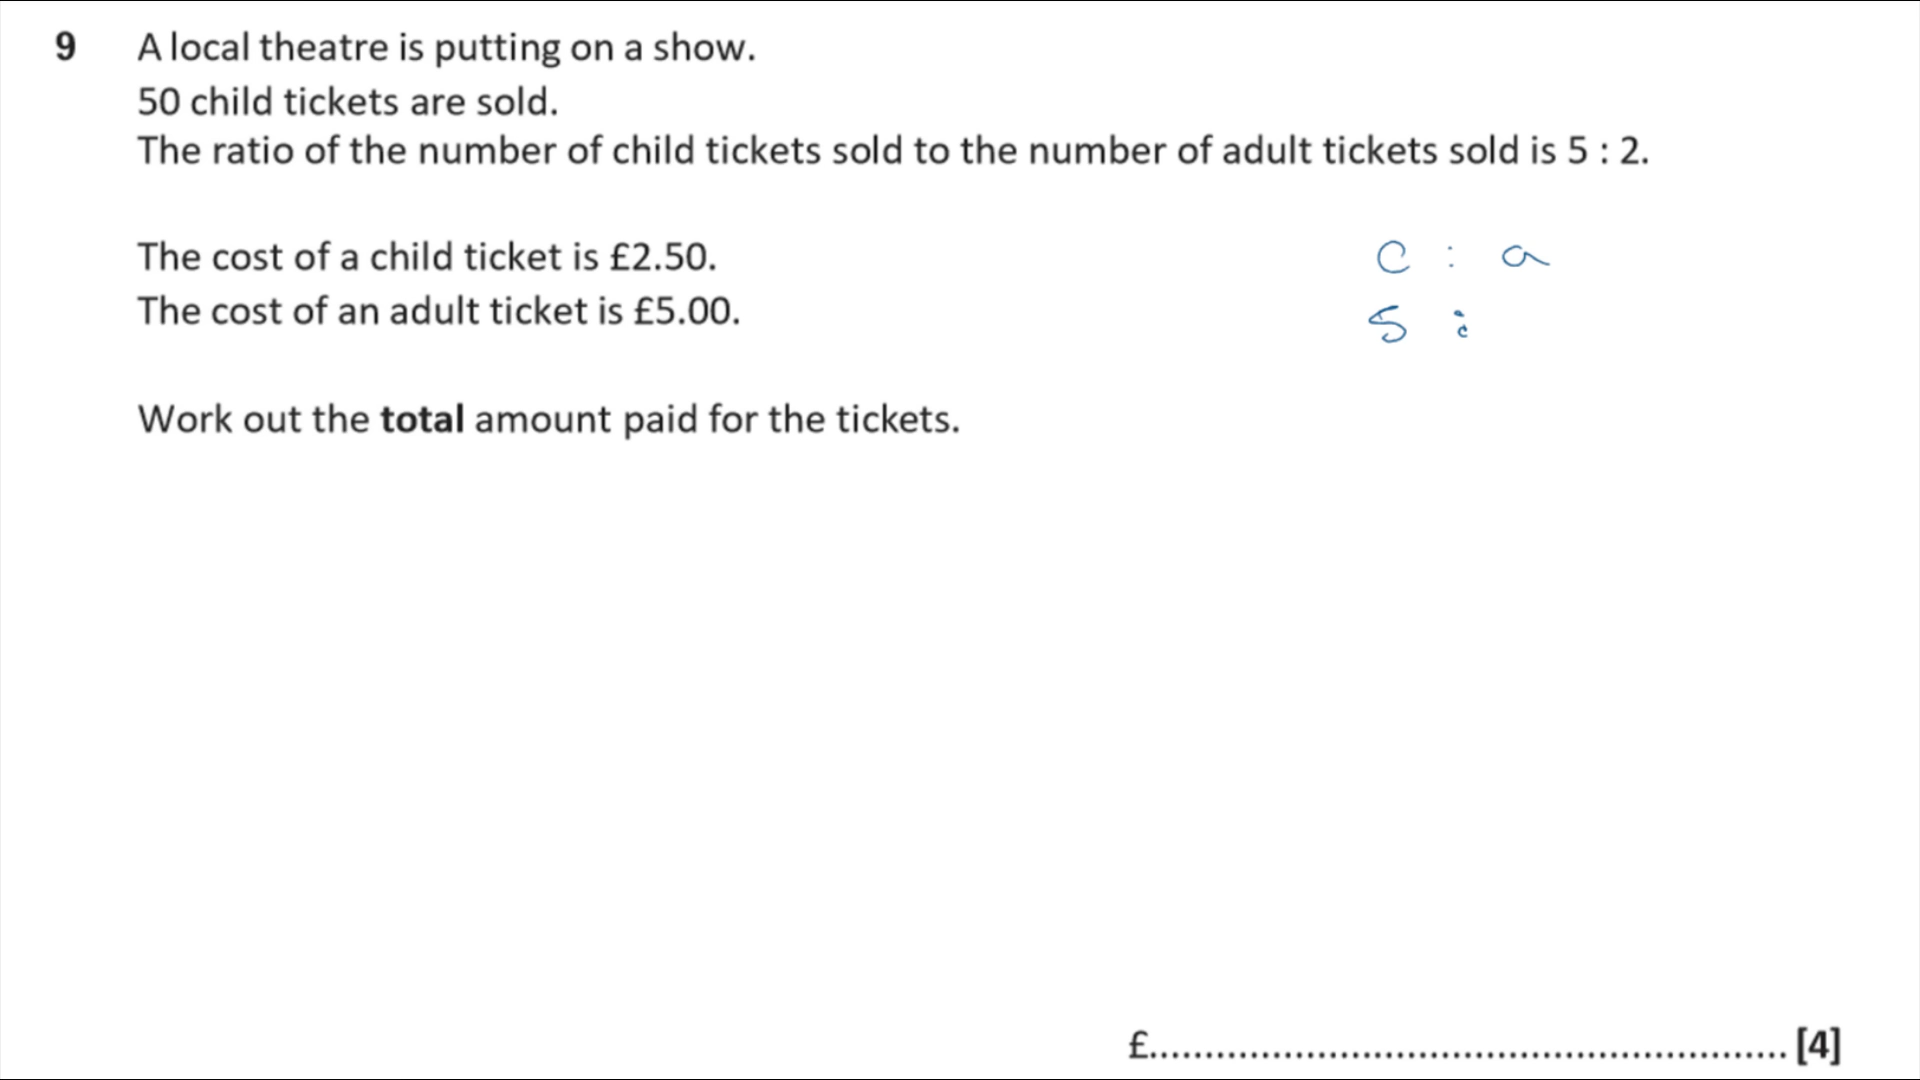 9 A local theatre is putting on a show.
50 child tickets are sold.
The ratio of the number of child tickets sold to the number of adult tickets sold is 5 : 2.
The cost of a child ticket is £2.50.
The cost of an adult ticket is £5.00.
c : a
5 :
Work out the total amount paid for the tickets.
£........................................................ [4]